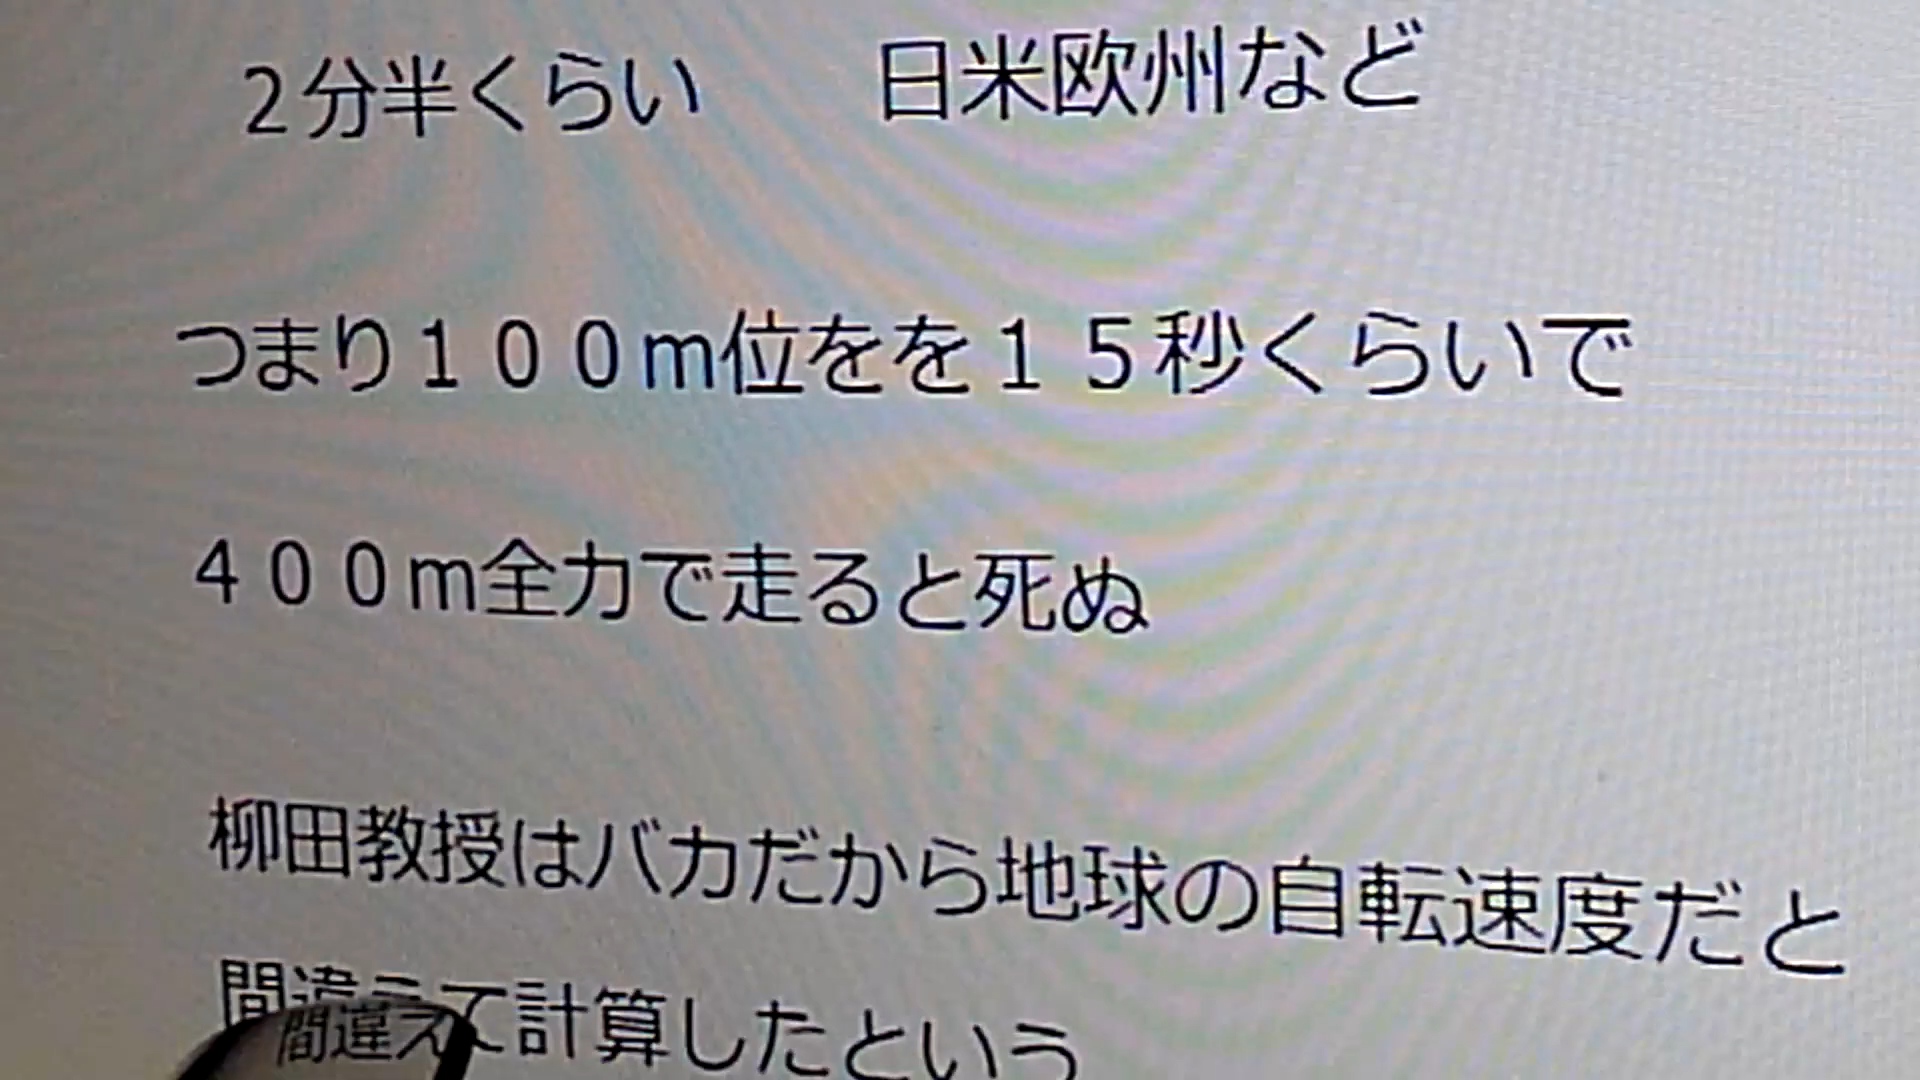 2分半くらい　　日米欧州など
つまり１００m位をを１５秒くらいで
４００m全力で走ると死ぬ
柳田教授はバカだから地球の自転速度だと
間違えて計算したという
間違え